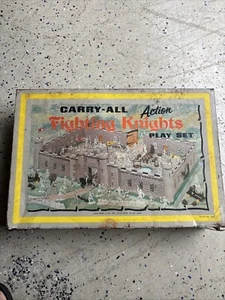 CARRY-ALL Action
Fighting Knights
PLAY SET